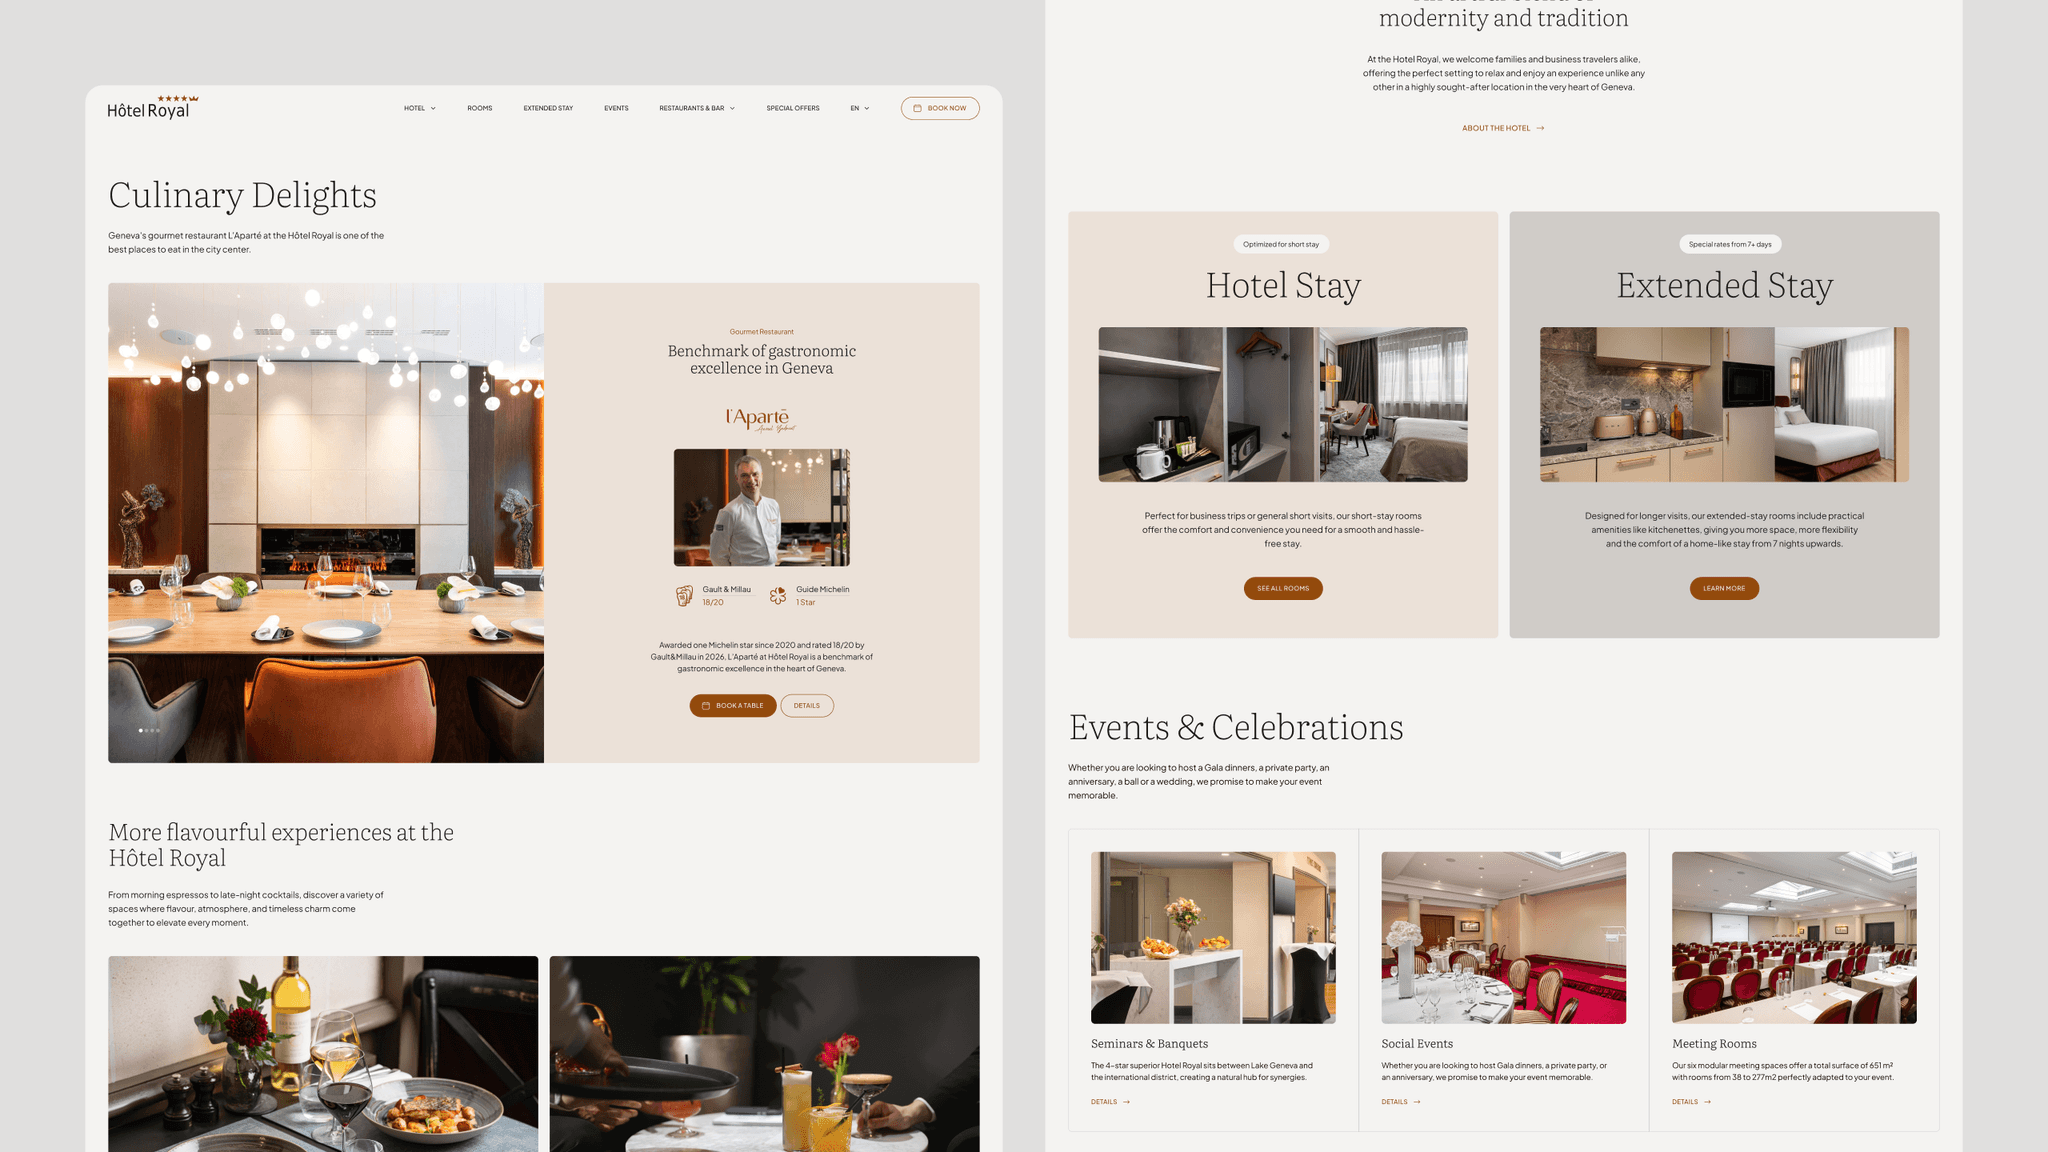 Hôtel Royal
HOTEL
ROOMS
EXTENDED STAY
EVENTS
RESTAURANTS & BAR
SPECIAL OFFERS
EN
BOOK NOW
Culinary Delights
Geneva's gourmet restaurant L'Aparté at the Hôtel Royal is one of the
best places to eat in the city center.
Gourmet Restaurant
Benchmark of gastronomic
excellence in Geneva
l'Aparté
Gault & Millau
18/20
Guide Michelin
1 Star
Awarded one Michelin star since 2020 and rated 18/20 by
Gault&Millau in 2026, L'Aparté at Hôtel Royal is a benchmark of
gastronomic excellence in the heart of Geneva.
BOOK A TABLE
DETAILS
More flavourful experiences at the
Hôtel Royal
From morning espressos to late-night cocktails, discover a variety of
spaces where flavour, atmosphere, and timeless charm come
together to elevate every moment.
modernity and tradition
At the Hotel Royal, we welcome families and business travelers alike,
offering the perfect setting to relax and enjoy an experience unlike any
other in a highly sought-after location in the very heart of Geneva.
ABOUT THE HOTEL
Optimized for short stay
Hotel Stay
Perfect for business trips or general short visits, our short-stay rooms
offer the comfort and convenience you need for a smooth and hassle-
free stay.
SEE ALL ROOMS
Special rates from 7+ days
Extended Stay
Designed for longer visits, our extended-stay rooms include practical
amenities like kitchenettes, giving you more space, more flexibility
and the comfort of a home-like stay from 7 nights upwards.
LEARN MORE
Events & Celebrations
Whether you are looking to host a Gala dinners, a private party, an
anniversary, a ball or a wedding, we promise to make your event
memorable.
Seminars & Banquets
The 4-star superior Hotel Royal sits between Lake Geneva and
the international district, creating a natural hub for synergies.
DETAILS
Social Events
Whether you are looking to host Gala dinners, a private party, or
an anniversary, we promise to make your event memorable.
DETAILS
Meeting Rooms
Our six modular meeting spaces offer a total surface of 651 m²
with rooms from 38 to 277m2 perfectly adapted to your event.
DETAILS